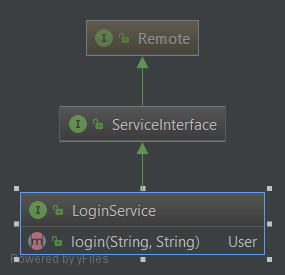 Remote
ServiceInterface
LoginService
login(String, String) User
Powered by yFiles